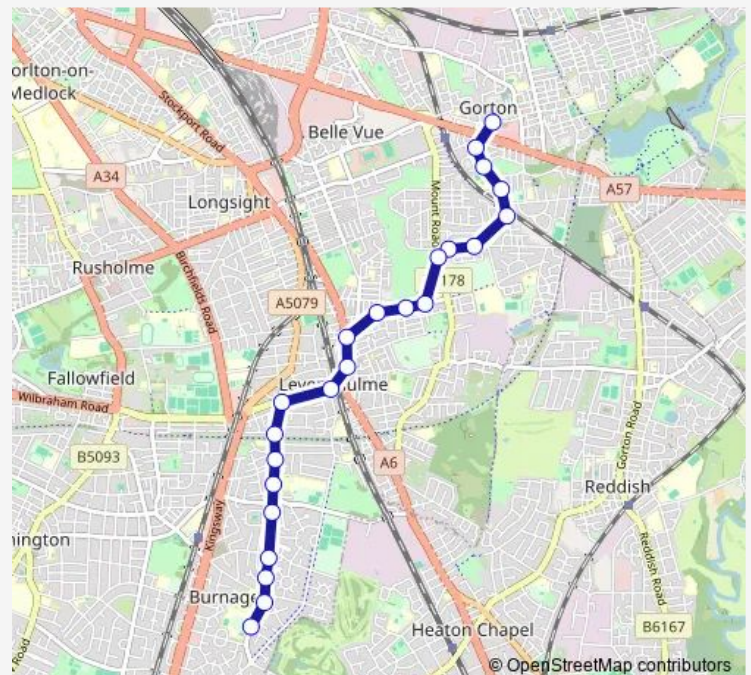 orlton-on-
Medlock
Stockport Road
Gorton
Belle Vue
A34
A57
Longsight
Mount Road
Rusholme
Birchfields Road
178
A5079
Fallowfield
Wilbraham Road
B5093
A6
Gorton Road
Reddish
Kingsway
nington
Reddish Road
Burnage
Heaton Chapel
B6167
Road
© OpenStreetMap contributors